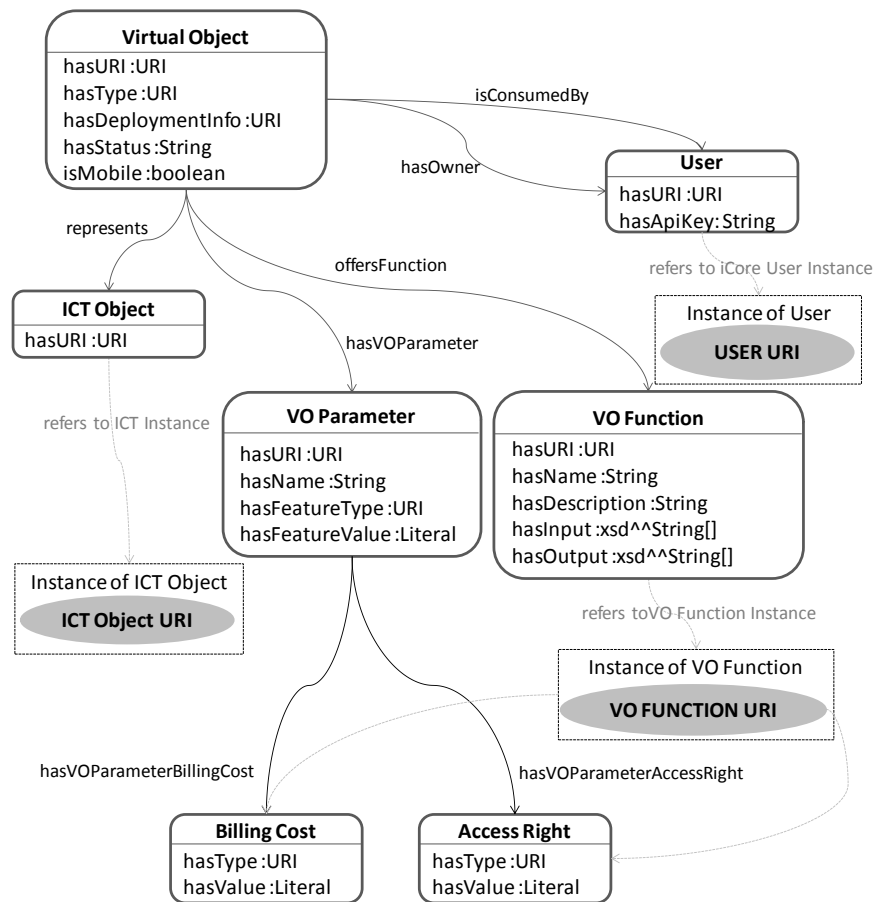 Virtual Object
hasURI :URI
hasType :URI
hasDeploymentInfo :URI
hasStatus :String
isMobile :boolean
isConsumedBy
hasOwner
User
hasURI :URI
hasApiKey: String
represents
offersFunction
refers to iCore User Instance
ICT Object
hasURI :URI
Instance of User
USER URI
hasVOParameter
refers to ICT Instance
VO Parameter
hasURI :URI
hasName :String
hasFeatureType :URI
hasFeatureValue :Literal
VO Function
hasURI :URI
hasName :String
hasDescription :String
hasInput :xsd^^String[]
hasOutput :xsd^^String[]
Instance of ICT Object
ICT Object URI
refers toVO Function Instance
Instance of VO Function
VO FUNCTION URI
hasVOParameterBillingCost
hasVOParameterAccessRight
Billing Cost
hasType :URI
hasValue :Literal
Access Right
hasType :URI
hasValue :Literal